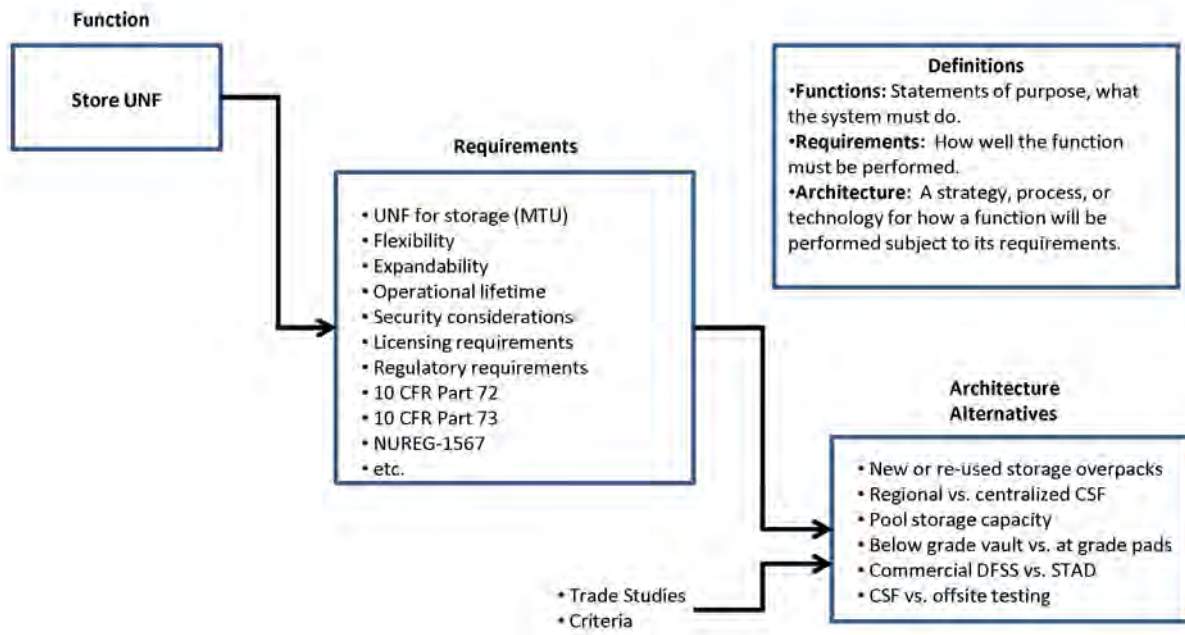 Function
Store UNF
Requirements
• UNF for storage (MTU)
• Flexibility
• Expandability
• Operational lifetime
• Security considerations
• Licensing requirements
• Regulatory requirements
• 10 CFR Part 72
• 10 CFR Part 73
• NUREG-1567
• etc.
Definitions
•Functions: Statements of purpose, what
the system must do.
•Requirements: How well the function
must be performed.
•Architecture: A strategy, process, or
technology for how a function will be
performed subject to its requirements.
Architecture
Alternatives
• New or re-used storage overpacks
• Regional vs. centralized CSF
• Pool storage capacity
• Below grade vault vs. at grade pads
• Commercial DFSS vs. STAD
• CSF vs. offsite testing
• Trade Studies
• Criteria